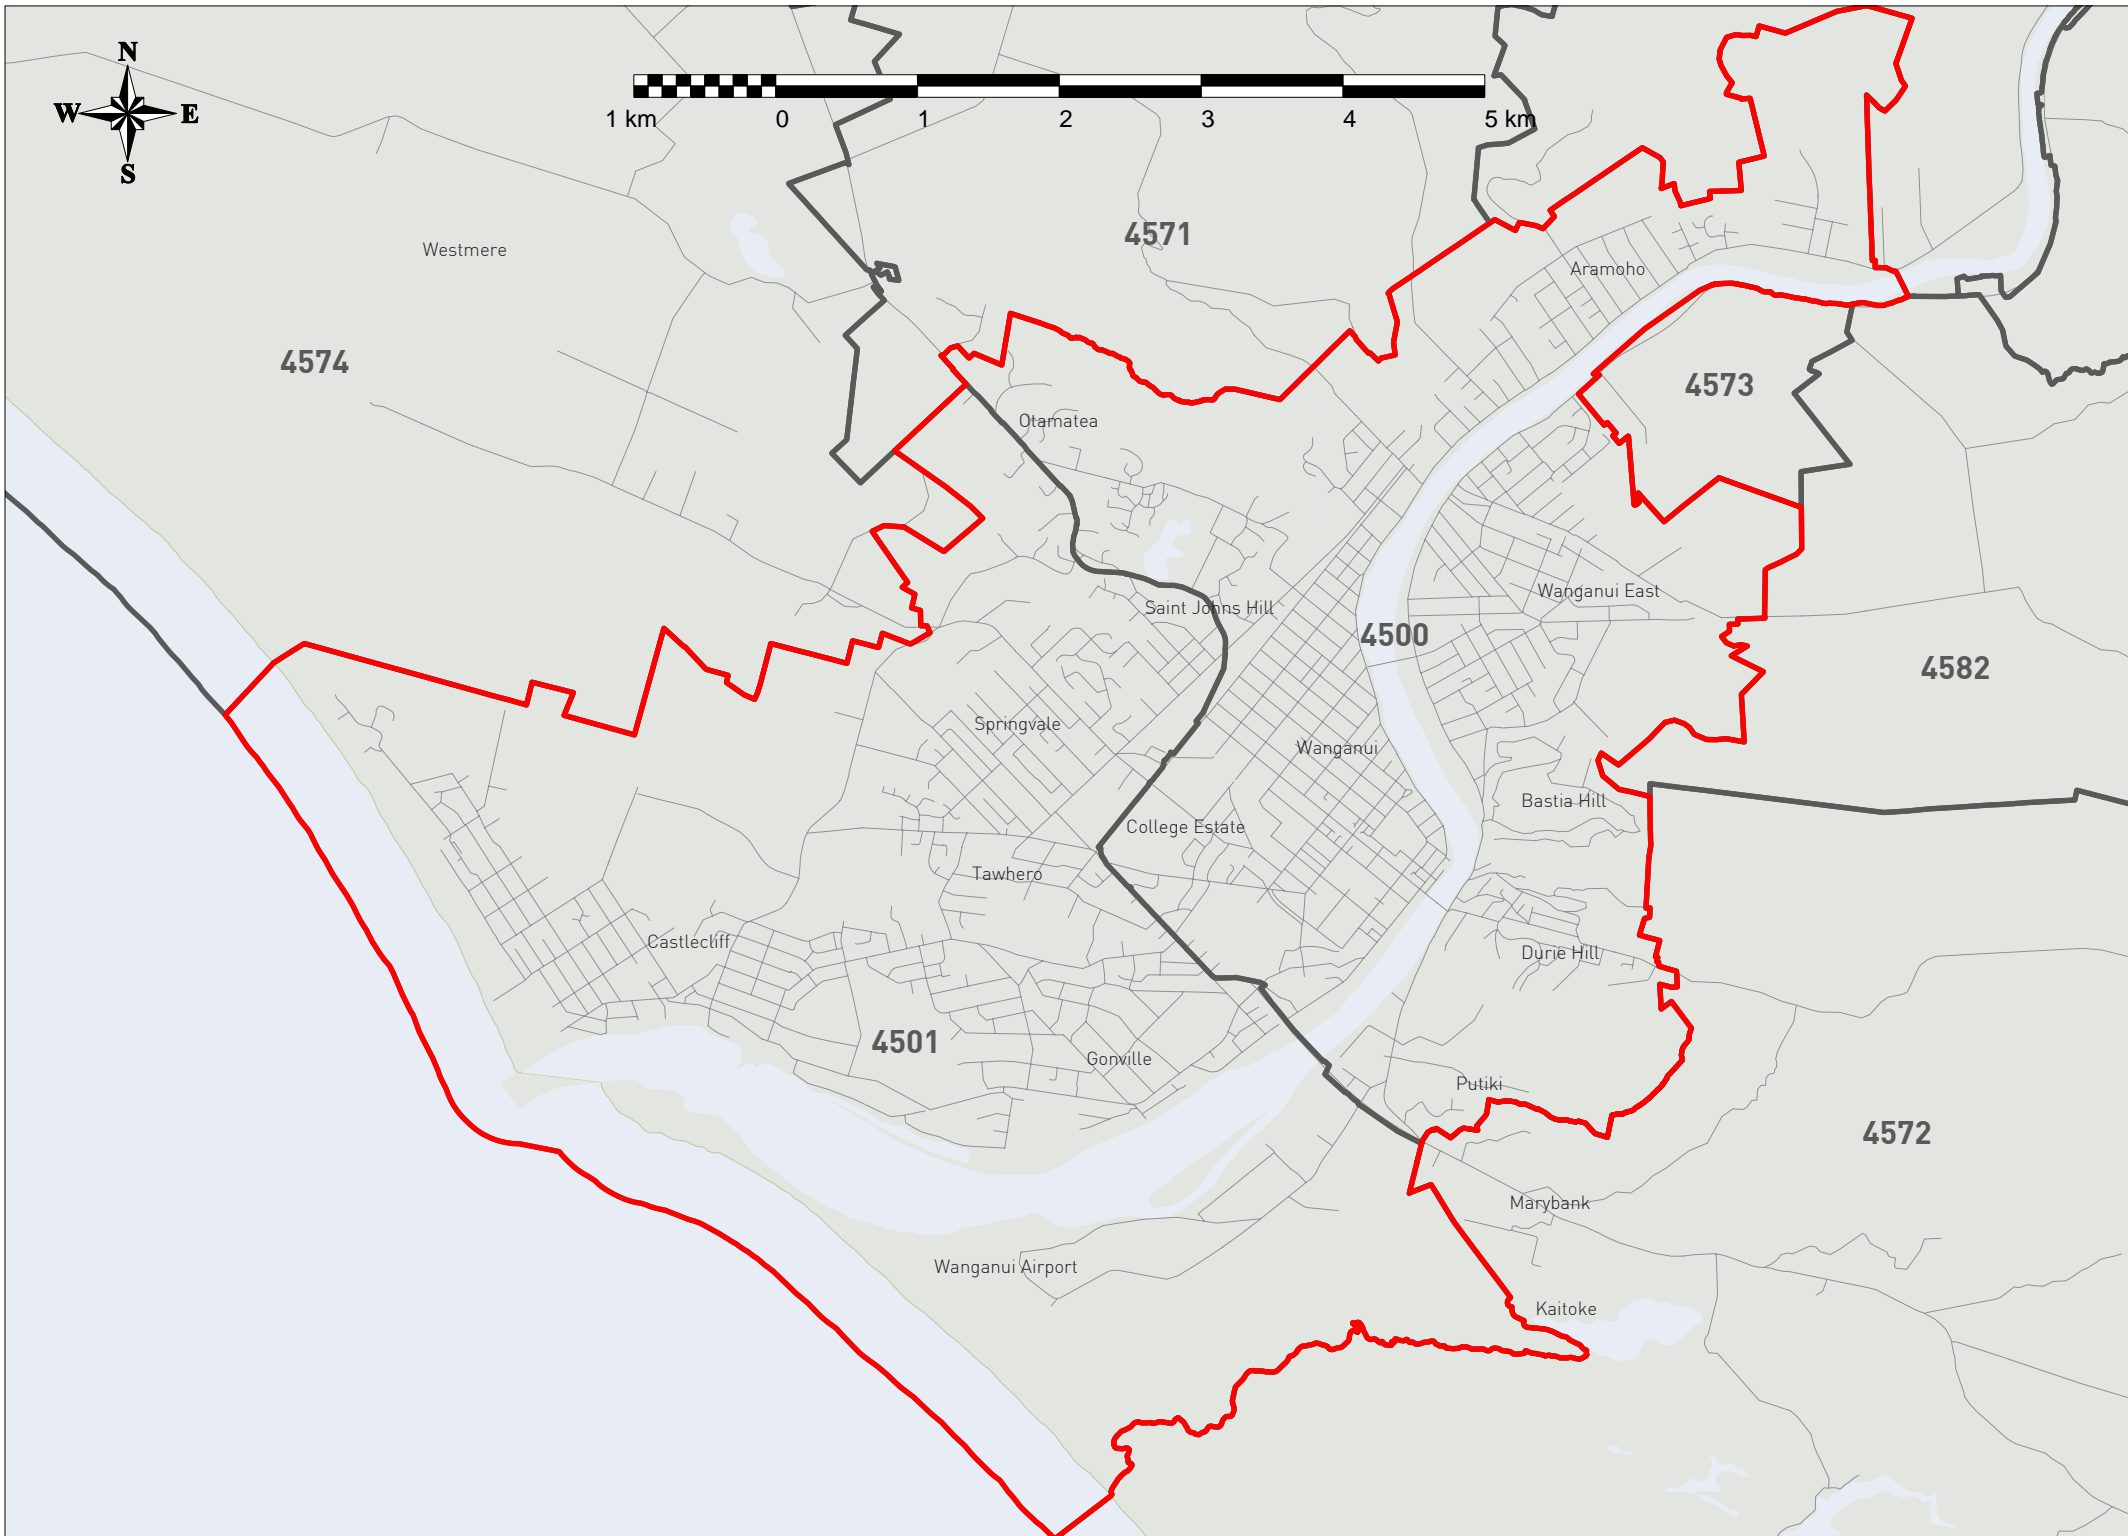 N
W E
S
1 km 0 1 2 3 4 5 km
4571
Westmere
Aramoho
4574
4573
Otamatea
Wanganui East
Saint Johns Hill
4500
4582
Springvale
Wanganui
Bastia Hill
College Estate
Tawhero
Castlecliff
Durie Hill
4501
Gonville
Putiki
4572
Marybank
Wanganui Airport
Kaitoke